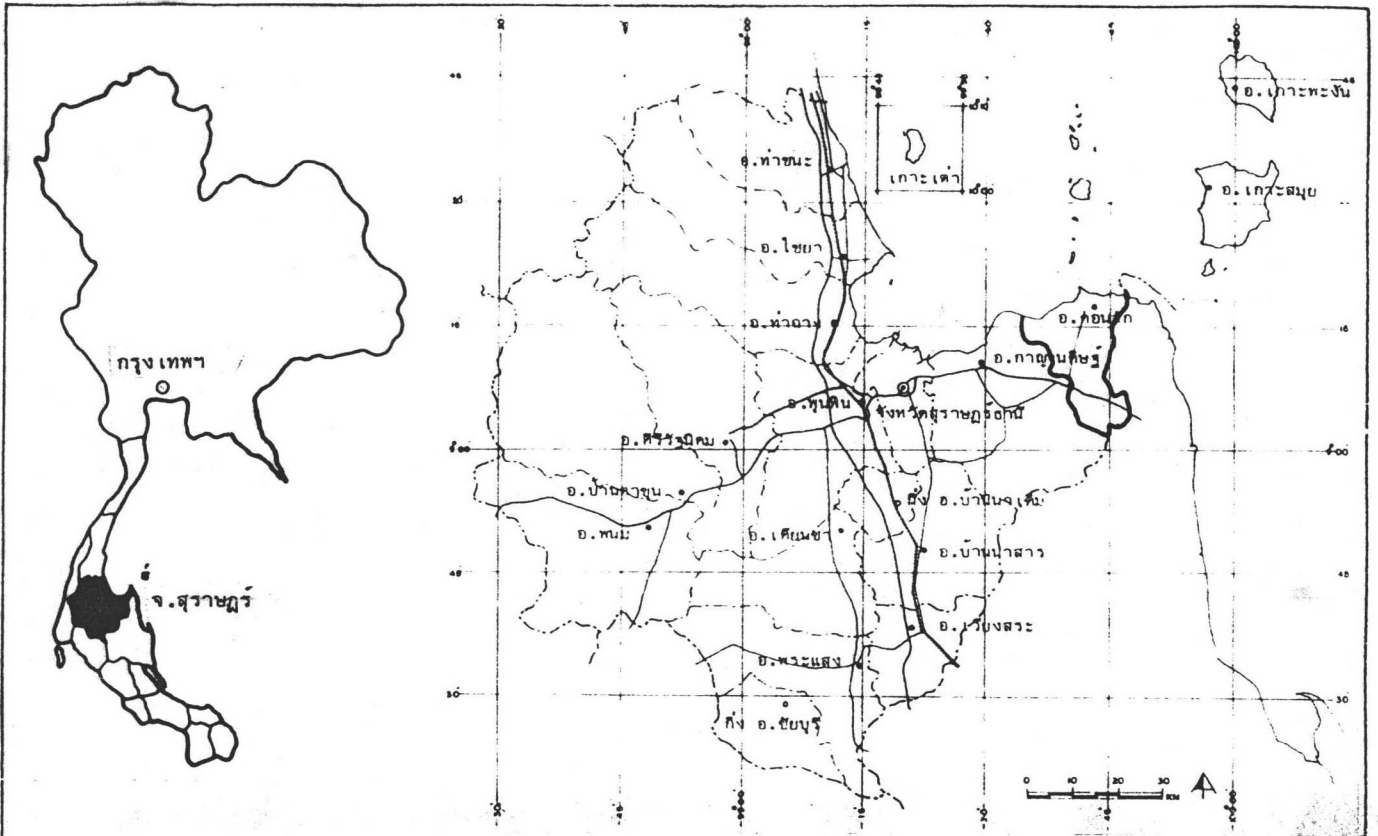 กรุงเทพฯ
จ.สุราษฎร์
อ.ท่าชนะ
อ.ไชยา
อ.ท่าฉาง
อ.พุนพิน
จังหวัดสุราษฎร์ธานี
อ.กาญจนดิษฐ์
อ.ดอนสัก
เกาะเต่า
อ.เกาะพะงัน
อ.เกาะสมุย
อ.คีรีรัฐนิคม
อ.บ้านตาขุน
อ.พนม
อ.เคียนซา
กิ่ง อ.บ้านนาเดิม
อ.บ้านนาสาร
อ.เวียงสระ
อ.พระแสง
กิ่ง อ.ชัยบุรี
0 10 20 30
KM